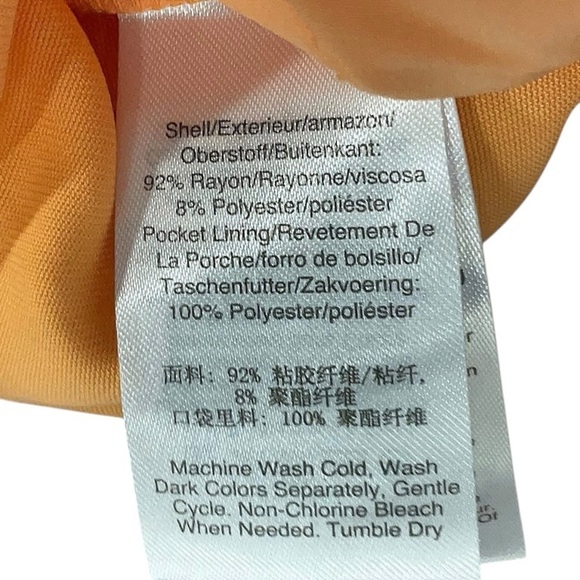 Shell/Exterieur/armazon/
Oberstoff/Buitenkant:
92% Rayon/Rayonne/viscosa
8% Polyester/poliéster
Pocket Lining/Revetement De
La Porche/forro de bolsillo/
Taschenfutter/Zakvoering:
100% Polyester/poliéster
面料: 92% 粘胶纤维/粘纤,
8% 聚酯纤维
口袋里料: 100% 聚酯纤维
Machine Wash Cold, Wash
Dark Colors Separately, Gentle
Cycle. Non-Chlorine Bleach
When Needed. Tumble Dry